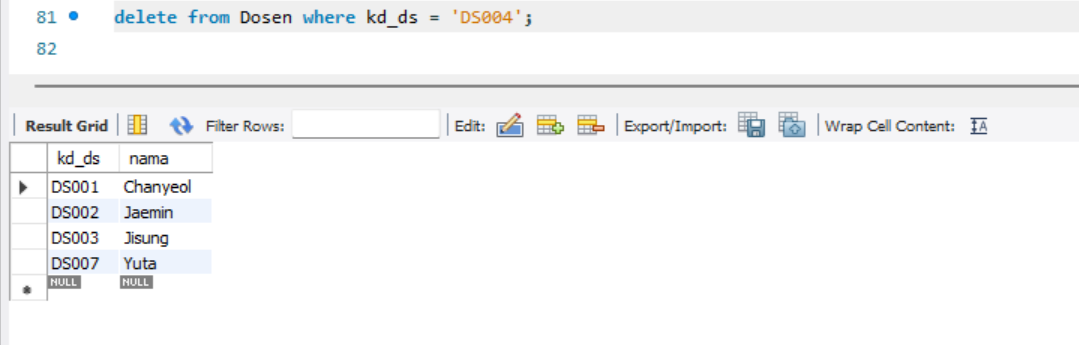 81 delete from Dosen where kd_ds = 'DS004';
82
Result Grid Filter Rows: Edit: Export/Import: Wrap Cell Content: IA
kd_ds nama
DS001 Chanyeol
DS002 Jaemin
DS003 Jisung
DS007 Yuta
NULL NULL